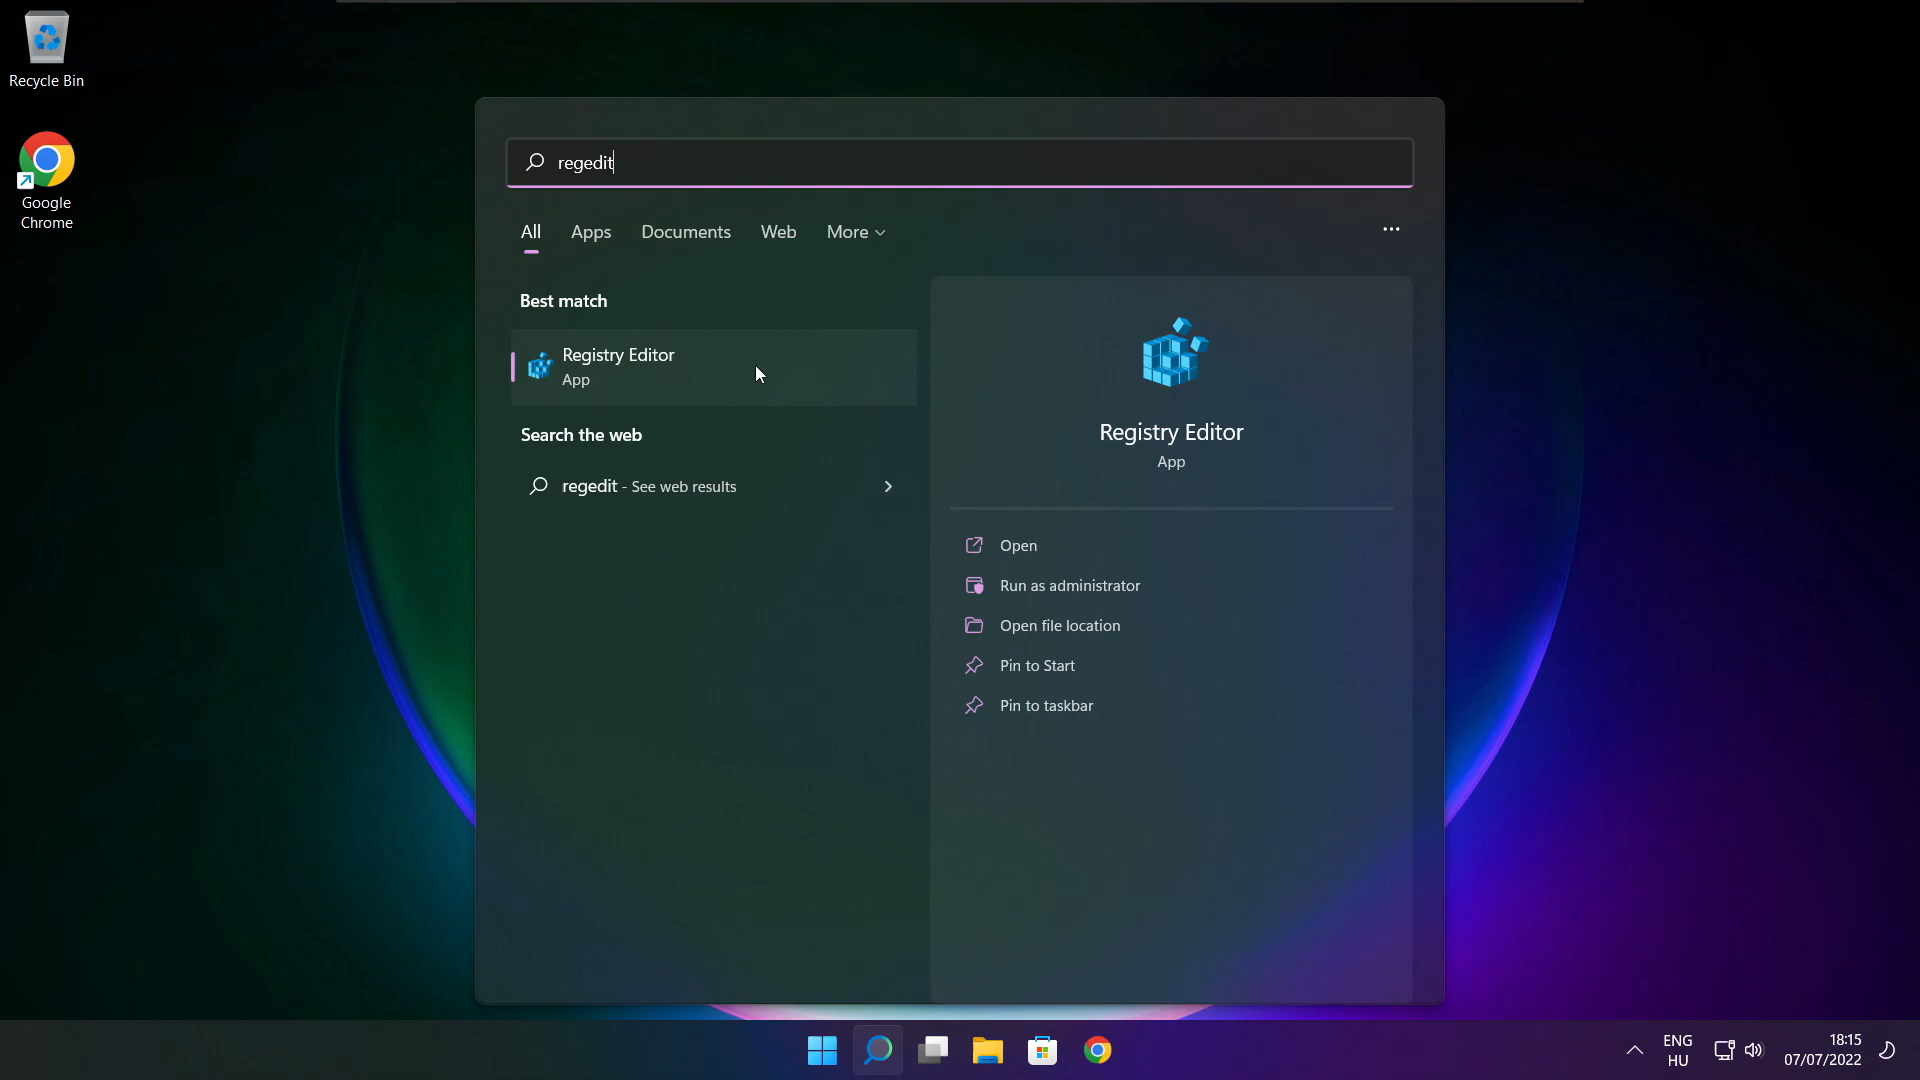 Recycle Bin
Google
Chrome
regedit
All Apps Documents Web More
Best match
Registry Editor
App
Search the web
regedit - See web results
Registry Editor
App
Open
Run as administrator
Open file location
Pin to Start
Pin to taskbar
ENG
HU
18:15
07/07/2022